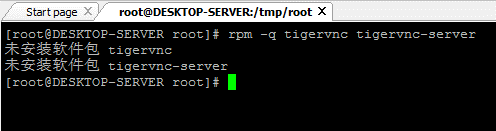 Start page
root@DESKTOP-SERVER:/tmp/root X
[root@DESKTOP-SERVER root]# rpm -q tigervnc tigervnc-server
未安装软件包 tigervnc
未安装软件包 tigervnc-server
[root@DESKTOP-SERVER root]#